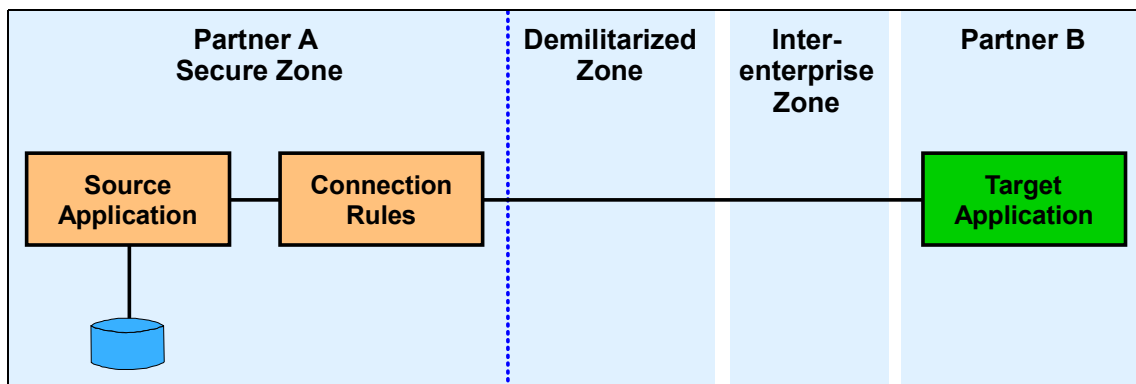 Partner A
Secure Zone
Demilitarized
Zone
Inter-
enterprise
Zone
Partner B
Source
Application
Connection
Rules
Target
Application